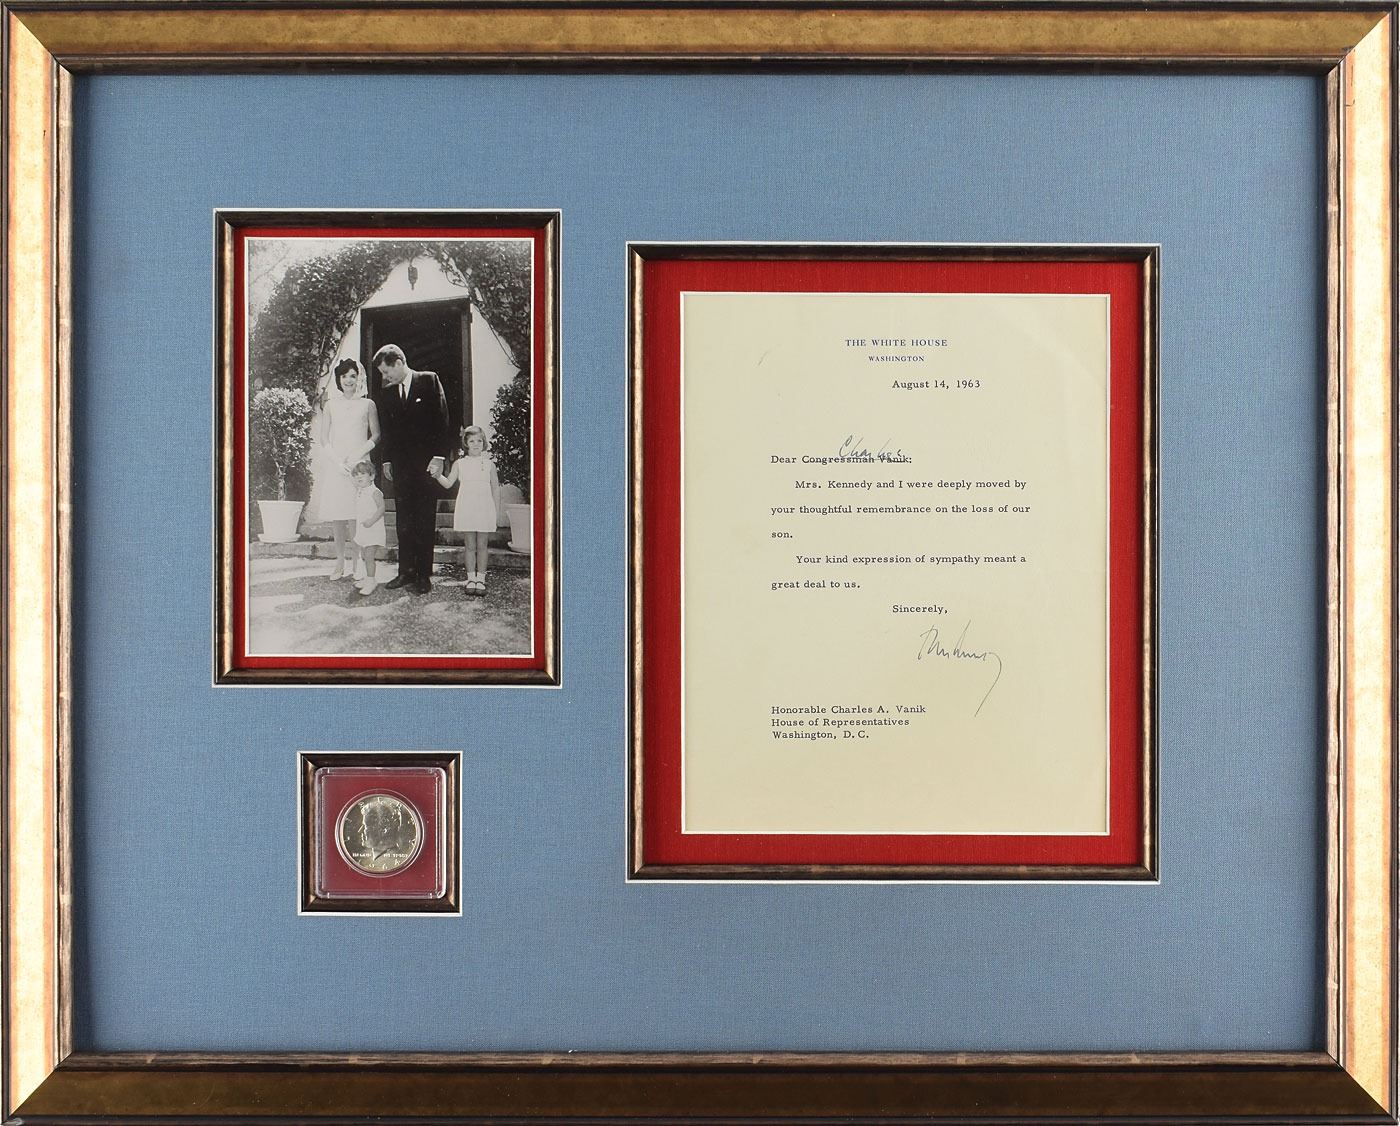 THE WHITE HOUSE
WASHINGTON
August 14, 1963
Charles
Dear Congressman Vanik:
Mrs. Kennedy and I were deeply moved by
your thoughtful remembrance on the loss of our
son.
Your kind expression of sympathy meant a
great deal to us.
Sincerely,
Honorable Charles A. Vanik
House of Representatives
Washington, D. C.